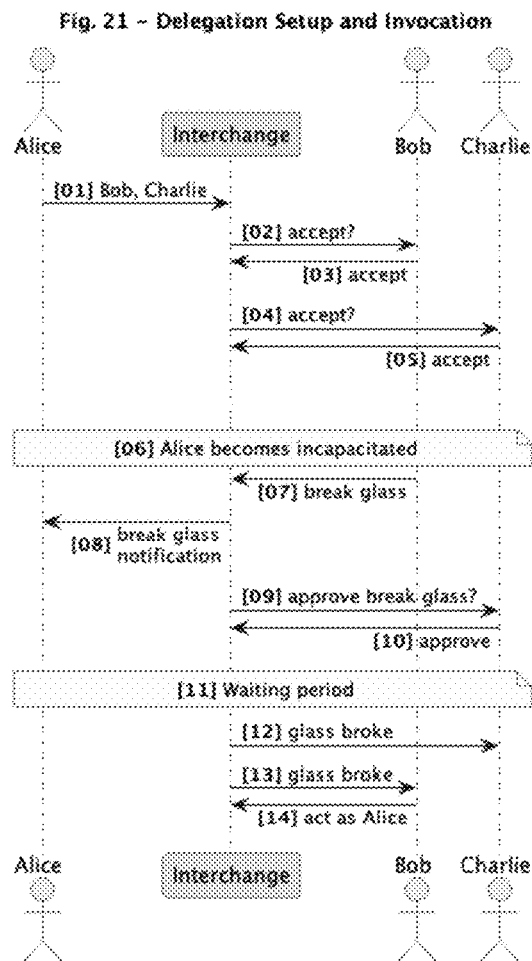 Fig. 21 – Delegation Setup and Invocation
Alice
Interchange
Bob
Charlie
[01] Bob, Charlie
[02] accept?
[03] accept
[04] accept?
[05] accept
[06] Alice becomes incapacitated
[07] break glass
[08] break glass
notification
[09] approve break glass?
[10] approve
[11] Waiting period
[12] glass broke
[13] glass broke
[14] act as Alice
Alice
Interchange
Bob
Charlie